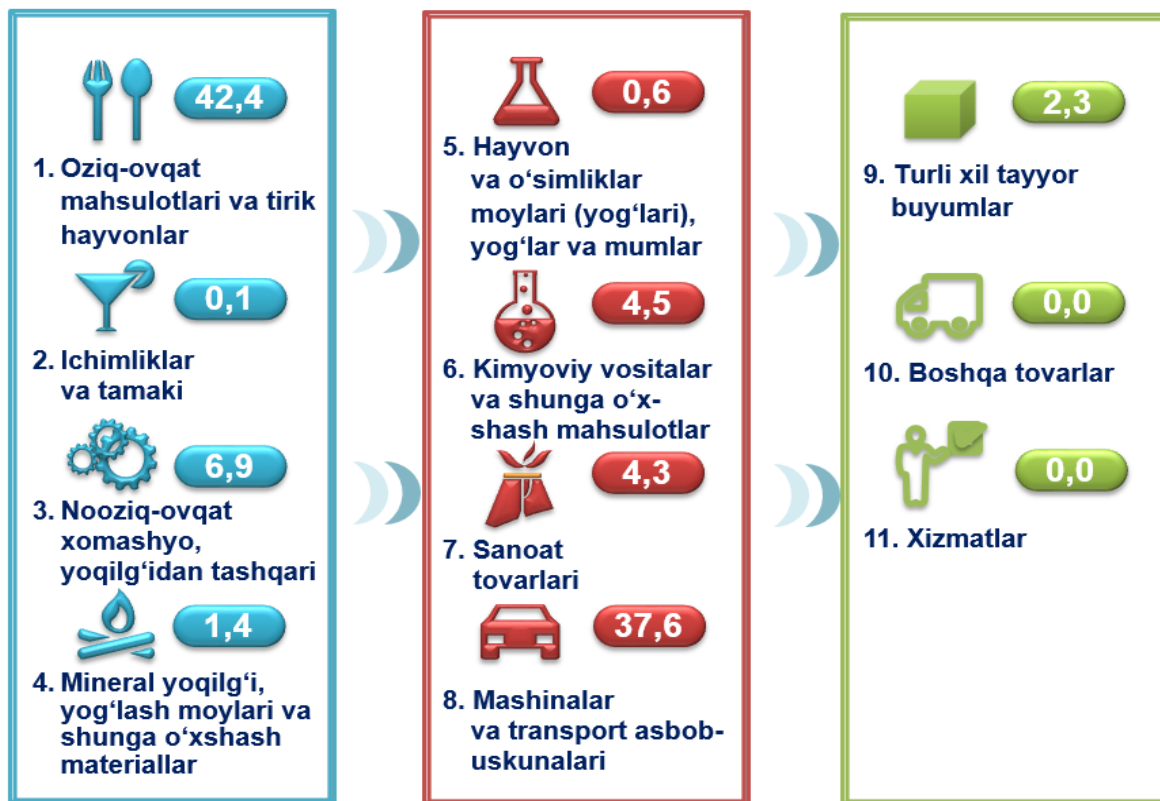 42,4
1. Oziq-ovqat
mahsulotlari va tirik
hayvonlar
0,1
2. Ichimliklar
va tamaki
6,9
3. Nooziq-ovqat
xomashyo,
yoqilg‘idan tashqari
1,4
4. Mineral yoqilg‘i,
yog‘lash moylari va
shunga o‘xshash
materiallar
0,6
5. Hayvon
va o‘simliklar
moylari (yog‘lari),
yog‘lar va mumlar
4,5
6. Kimyoviy vositalar
va shunga o‘x-
shash mahsulotlar
4,3
7. Sanoat
tovarlari
37,6
8. Mashinalar
va transport asbob-
uskunalari
2,3
9. Turli xil tayyor
buyumlar
0,0
10. Boshqa tovarlar
0,0
11. Xizmatlar